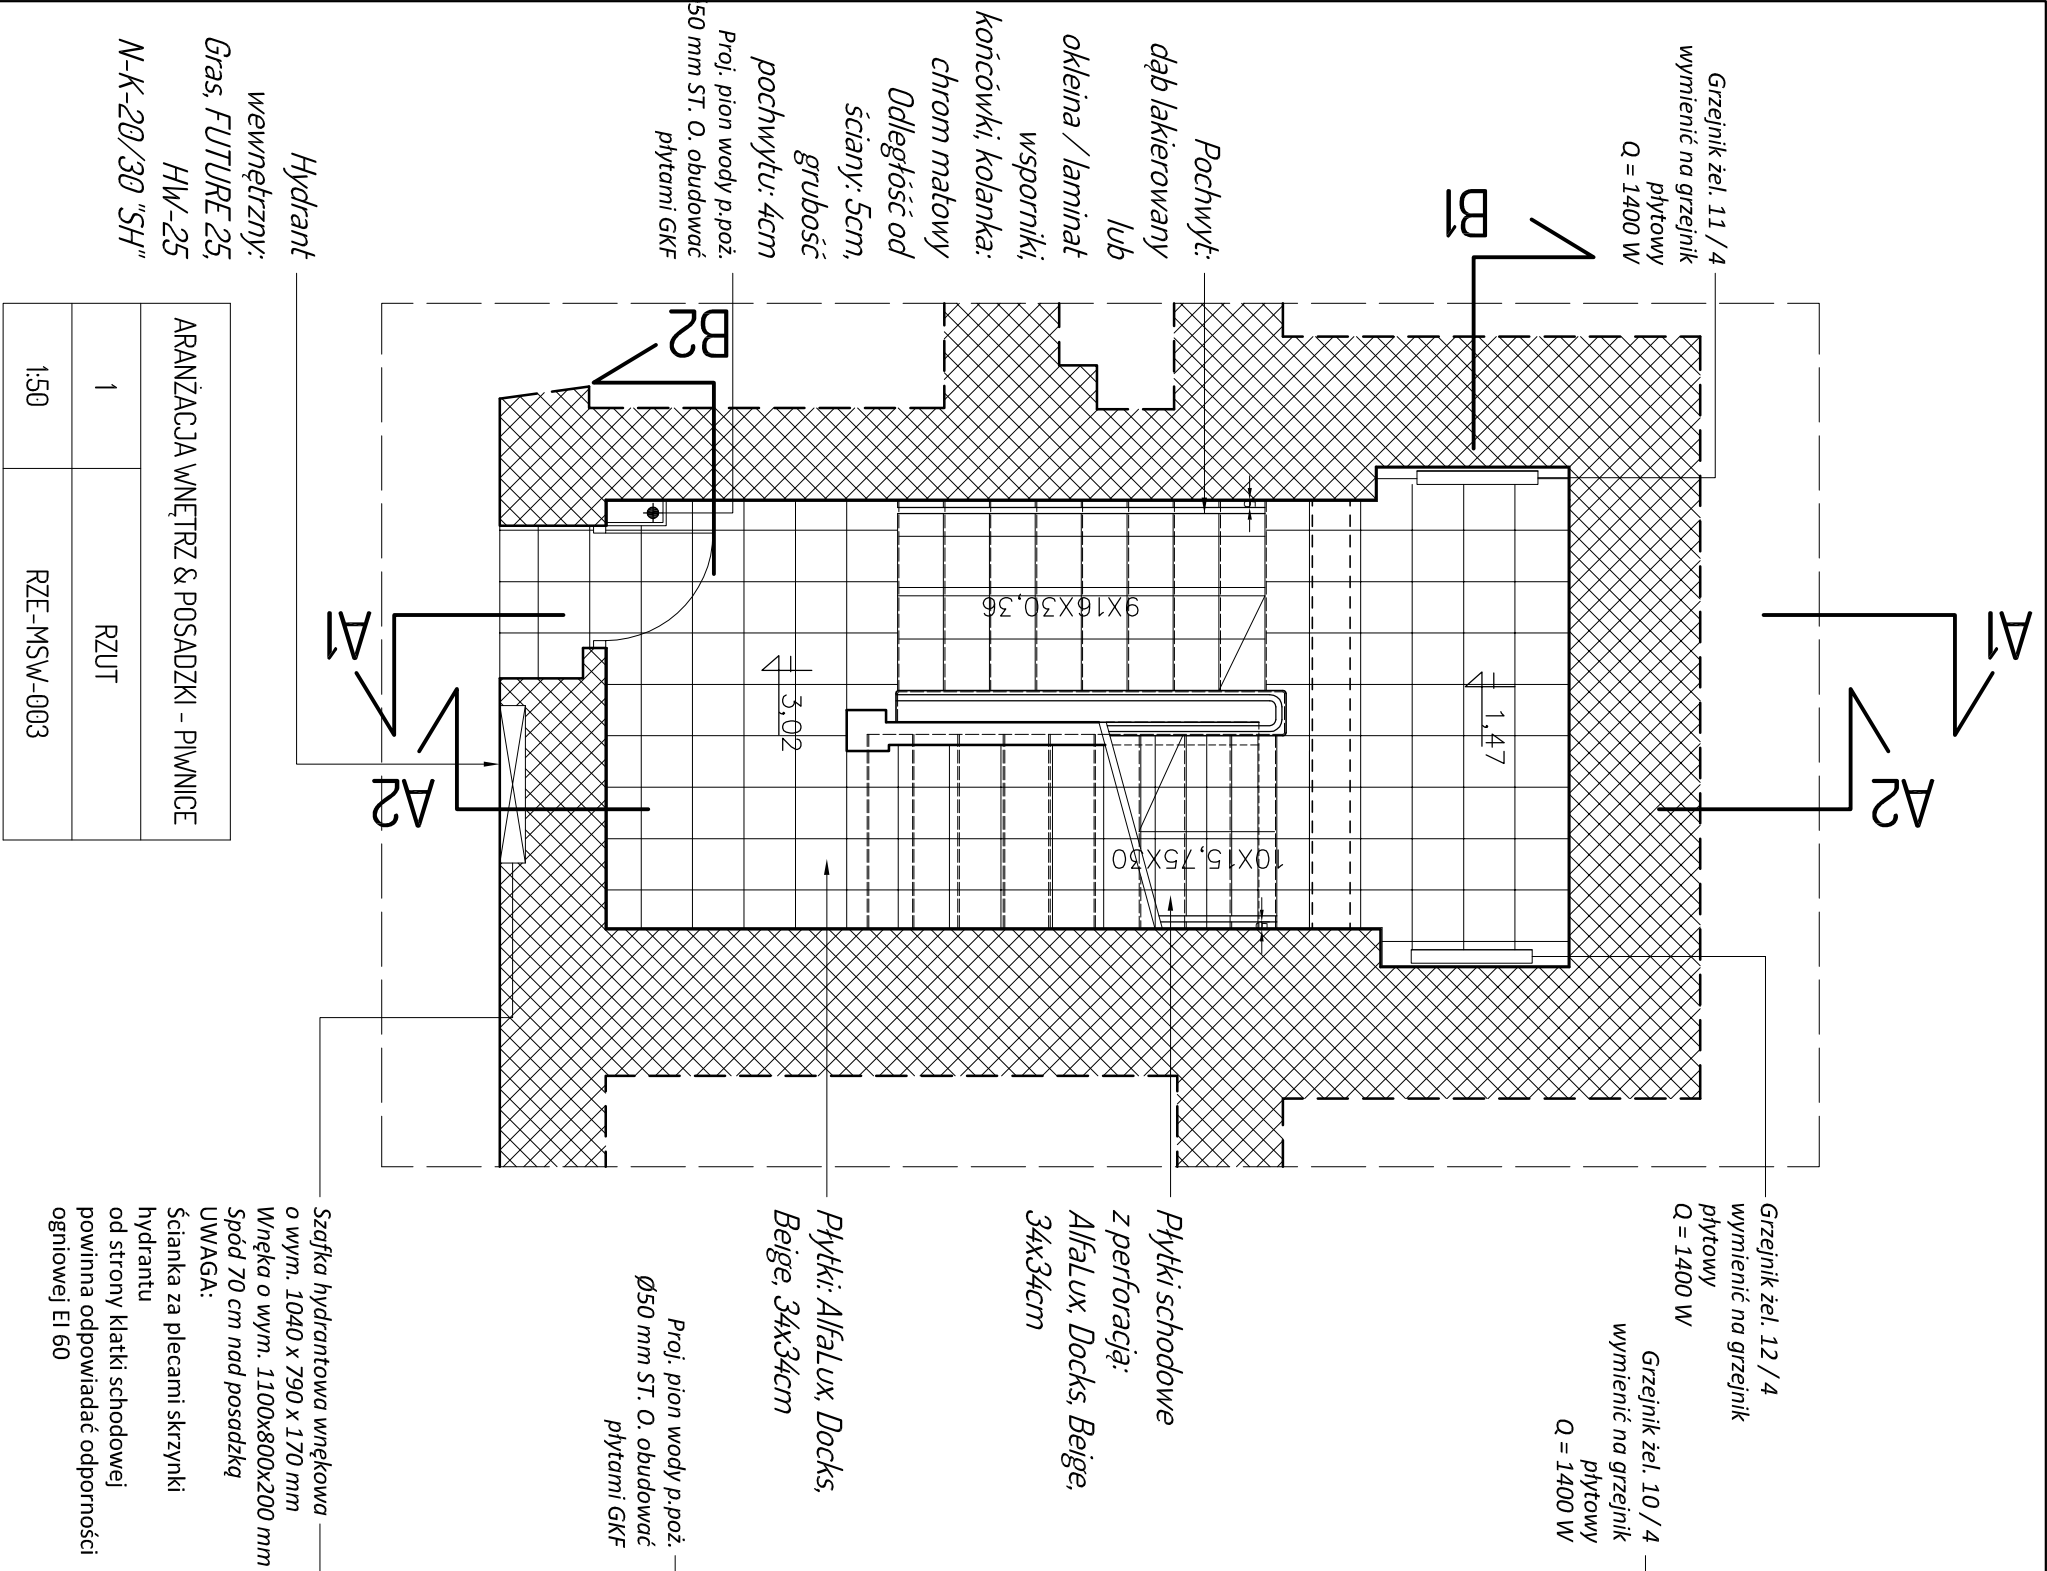 Grzejnik żel. 11 / 4
wymienić na grzejnik
płytowy
Q = 1400 W
B1
Pochwyt:
dąb lakierowany
lub
okleina / laminat
wsporniki,
końcówki, kolanka:
chrom matowy
Odległość od
ściany: 5cm,
grubość
pochwytu: 4cm
Proj. pion wody p.poż.
50 mm ST. O. obudować
płytami GKF
B2
Hydrant
wewnętrzny:
Gras, FUTURE 25,
HW-25
N-K-20/30 "SH"
A1
A2
1,47
5
9X16X30,36
10X15,75X30
5
3,02
A1
A2
Grzejnik żel. 12 / 4
wymienić na grzejnik
płytowy
Q = 1400 W
Grzejnik żel. 10 / 4
wymienić na grzejnik
płytowy
Q = 1400 W
Płytki schodowe
z perforacją:
AlfaLux, Docks, Beige,
34x34cm
Płytki: AlfaLux, Docks,
Beige, 34x34cm
Proj. pion wody p.poż.
Ø50 mm ST. O. obudować
płytami GKF
Szafka hydrantowa wnękowa
o wym. 1040 x 790 x 170 mm
Wnęka o wym. 1100x800x200 mm
Spód 70 cm nad posadzką
UWAGA:
Ścianka za plecami skrzynki
hydrantu
od strony klatki schodowej
powinna odpowiadać odporności
ogniowej EI 60
ARANŻACJA WNĘTRZ & POSADZKI - PIWNICE
1 RZUT
1:50 RZE-MSW-003